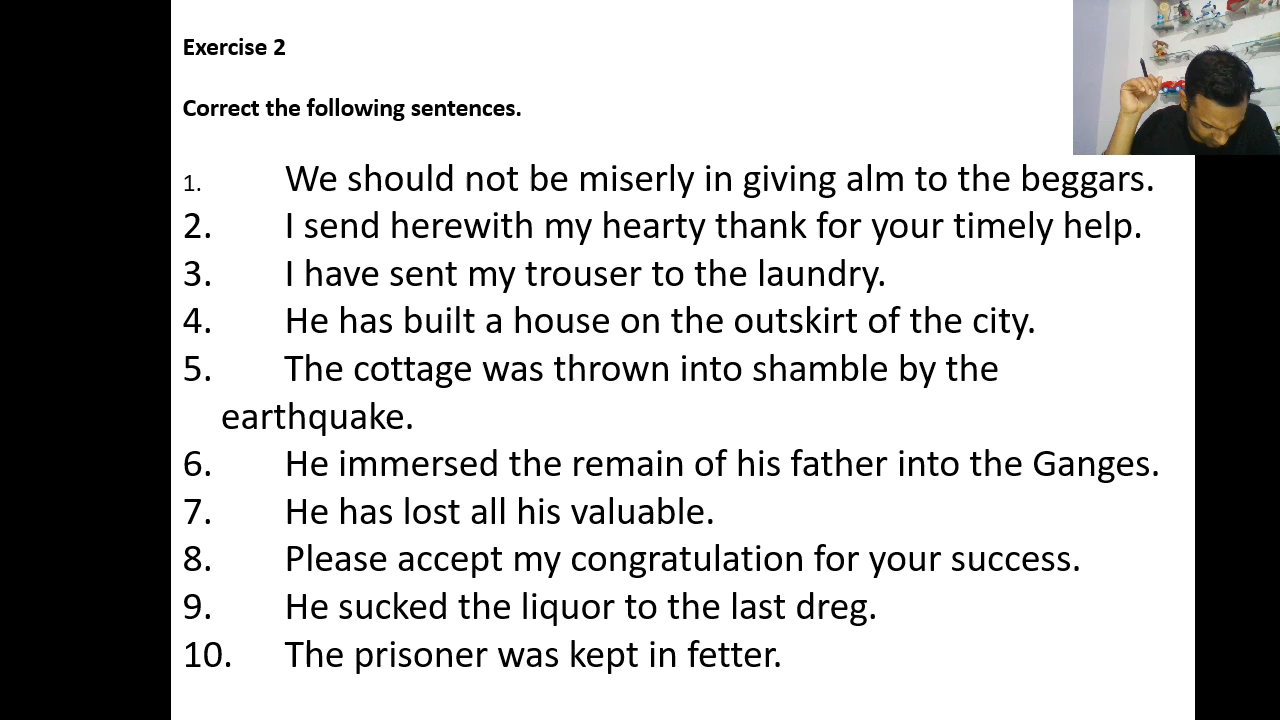 Exercise 2
Correct the following sentences.
1. We should not be miserly in giving alm to the beggars.
2. I send herewith my hearty thank for your timely help.
3. I have sent my trouser to the laundry.
4. He has built a house on the outskirt of the city.
5. The cottage was thrown into shamble by the
earthquake.
6. He immersed the remain of his father into the Ganges.
7. He has lost all his valuable.
8. Please accept my congratulation for your success.
9. He sucked the liquor to the last dreg.
10. The prisoner was kept in fetter.